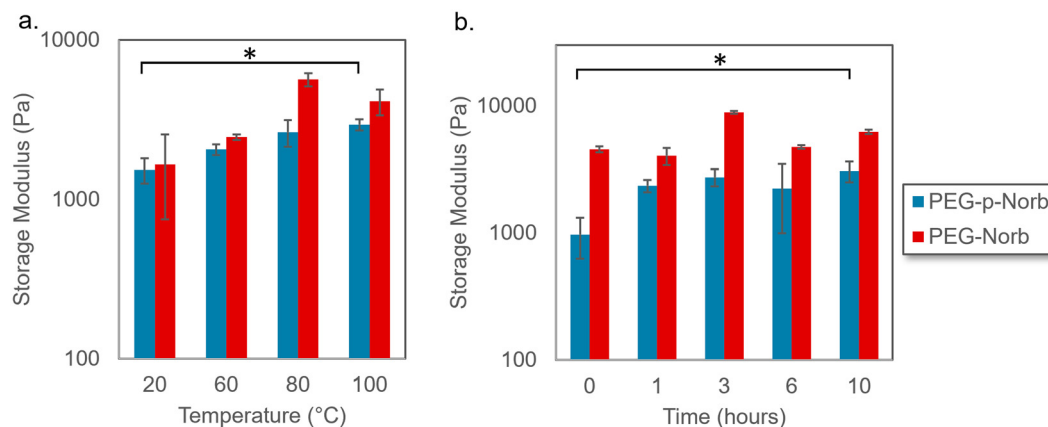 a.
Storage Modulus (Pa)
10000
1000
100
*
20 60 80 100
Temperature (°C)
b.
Storage Modulus (Pa)
10000
1000
100
*
0 1 3 6 10
Time (hours)
PEG-p-Norb
PEG-Norb